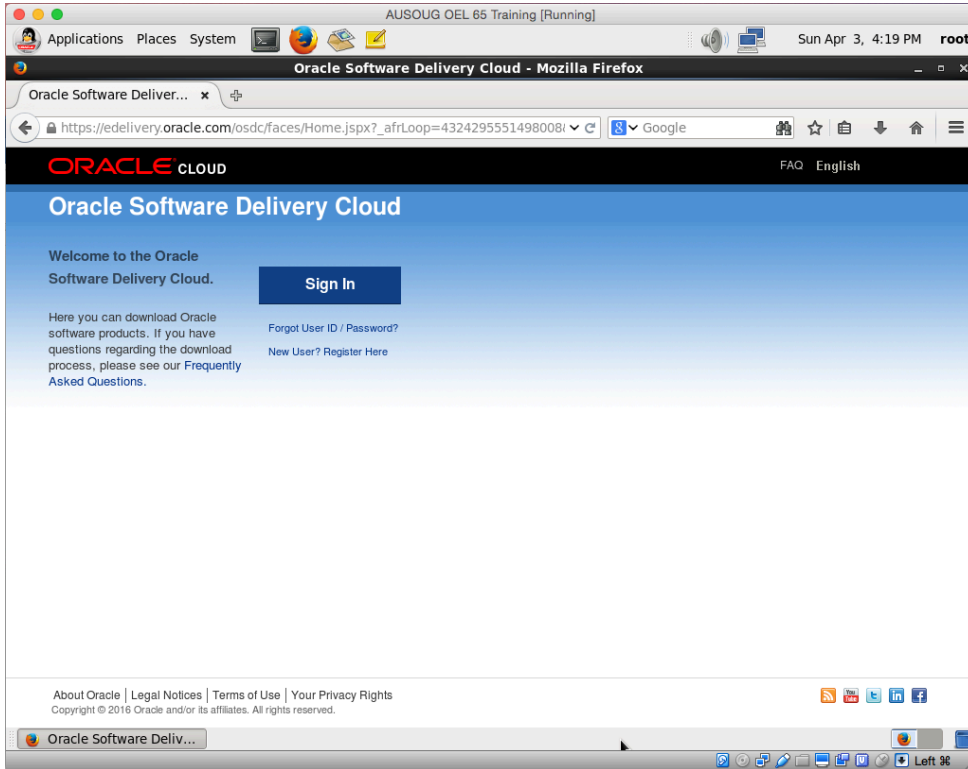 AUSOUG OEL 65 Training [Running]
Applications Places System Sun Apr 3, 4:19 PM root
Oracle Software Delivery Cloud - Mozilla Firefox
Oracle Software Deliver...
https://edelivery.oracle.com/osdc/faces/Home.jspx?_afrLoop=4324295551498008 Google
ORACLE CLOUD FAQ English
Oracle Software Delivery Cloud
Welcome to the Oracle
Software Delivery Cloud.
Sign In
Here you can download Oracle
software products. If you have
questions regarding the download
process, please see our Frequently
Asked Questions.
Forgot User ID / Password?
New User? Register Here
About Oracle | Legal Notices | Terms of Use | Your Privacy Rights
Copyright © 2016 Oracle and/or its affiliates. All rights reserved.
Oracle Software Deliv...
Left ⌘